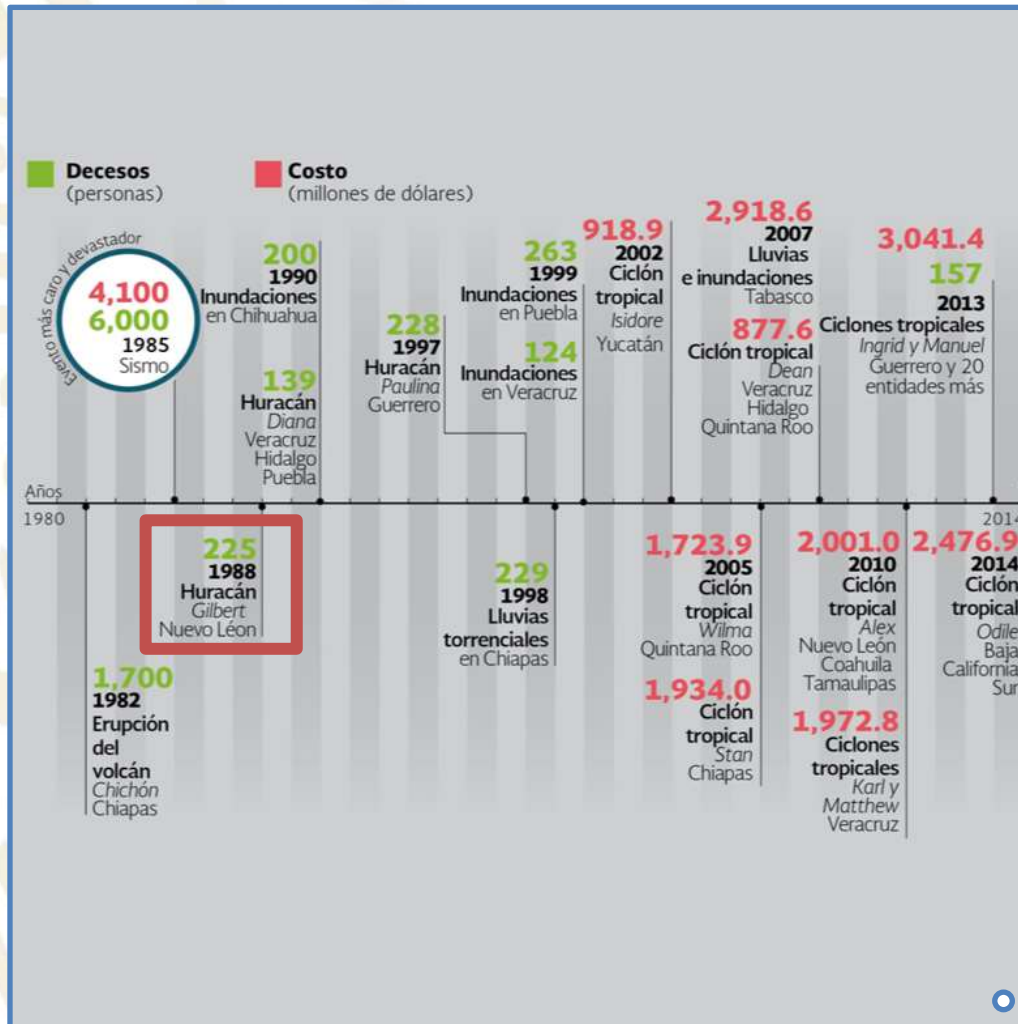 Decesos
(personas)
Costo
(millones de dólares)
Evento más caro y devastador
4,100
6,000
1985
Sismo
200
1990
Inundaciones
en Chihuahua
139
Huracán
Diana
Veracruz
Hidalgo
Puebla
228
1997
Huracán
Paulina
Guerrero
263
1999
Inundaciones
en Puebla
124
Inundaciones
en Veracruz
918.9
2002
Ciclón
tropical
Isidore
Yucatán
2,918.6
2007
Lluvias
e inundaciones
Tabasco
877.6
Ciclón tropical
Dean
Veracruz
Hidalgo
Quintana Roo
3,041.4
157
2013
Ciclones tropicales
Ingrid y Manuel
Guerrero y 20
entidades más
Años
1980
2014
1,700
1982
Erupción
del
volcán
Chichón
Chiapas
225
1988
Huracán
Gilbert
Nuevo Léon
229
1998
Lluvias
torrenciales
en Chiapas
1,723.9
2005
Ciclón
tropical
Wilma
Quintana Roo
1,934.0
Ciclón
tropical
Stan
Chiapas
2,001.0
2010
Ciclón
tropical
Alex
Nuevo León
Coahuila
Tamaulipas
1,972.8
Ciclones
tropicales
Karl y
Matthew
Veracruz
2,476.9
2014
Ciclón
tropical
Odile
Baja
California
Sur